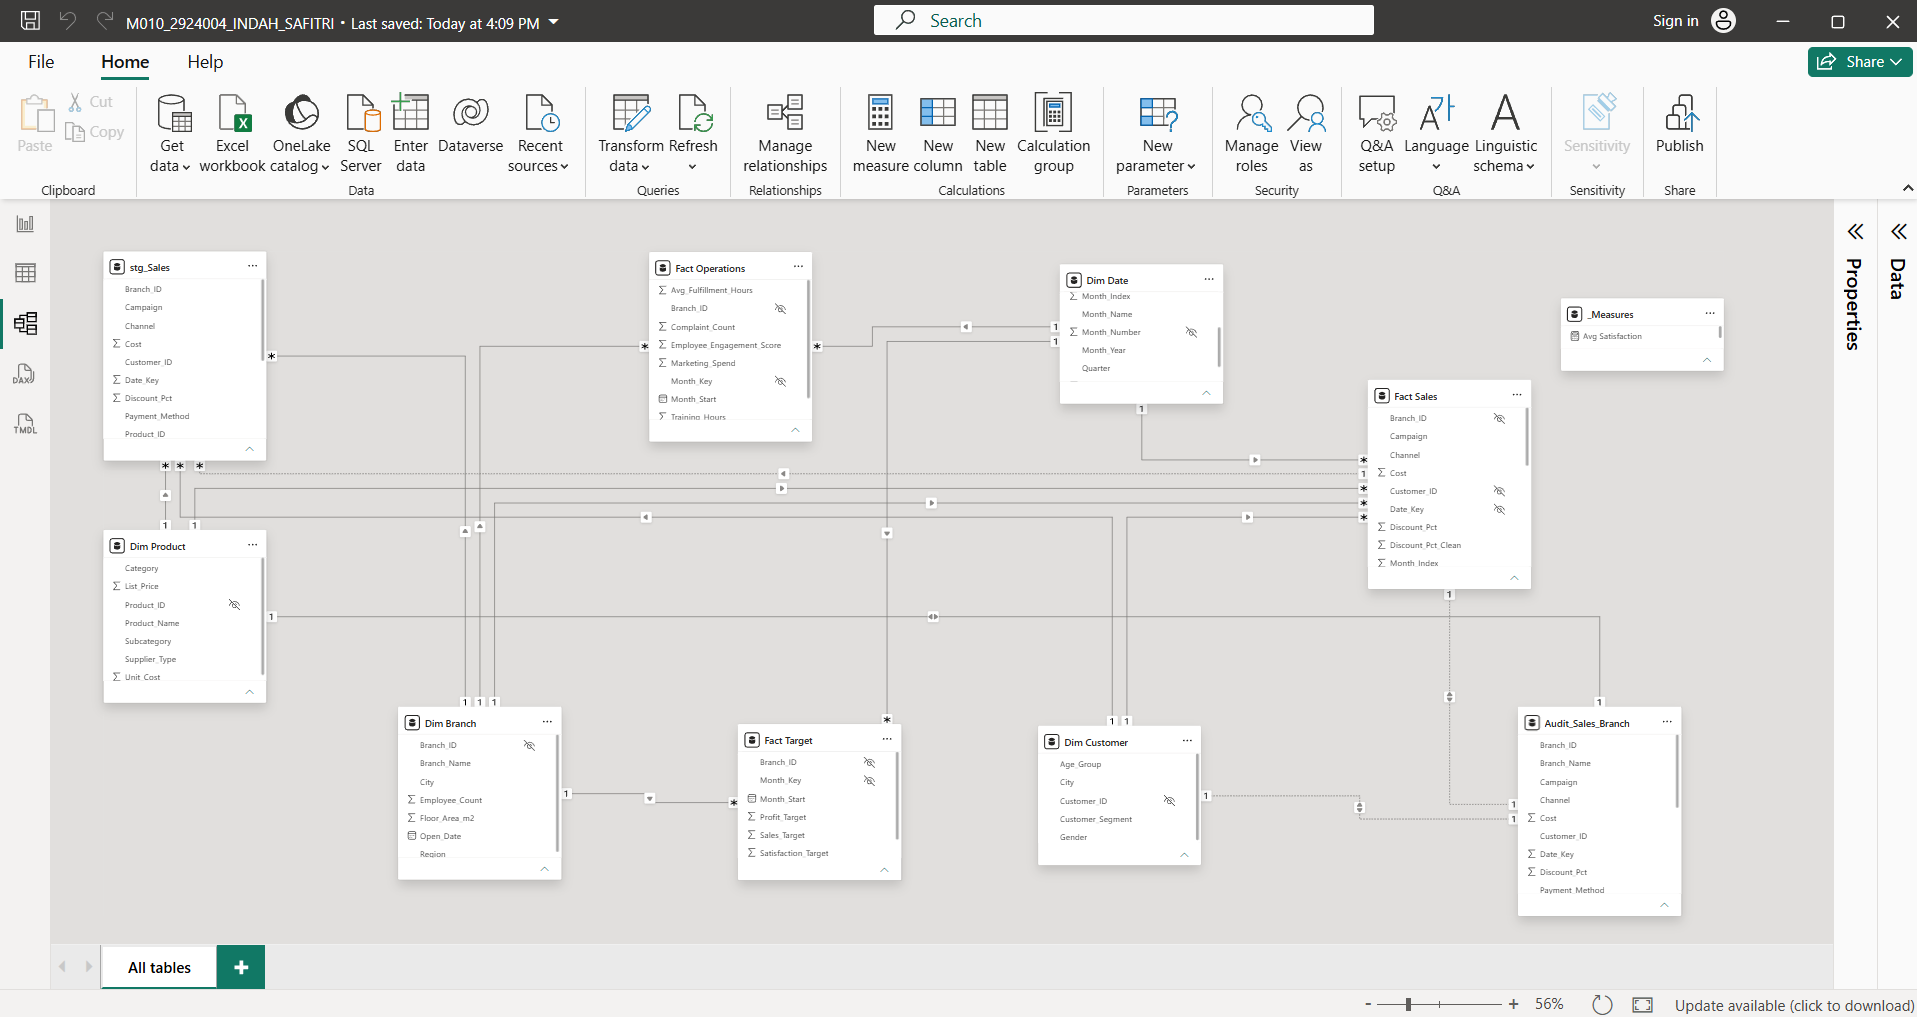 M010_2924004_INDAH_SAFITRI • Last saved: Today at 4:09 PM
Search
Sign in
File
Home
Help
Share
Paste
Cut
Copy
Clipboard
Get data
Excel workbook
OneLake catalog
SQL Server
Enter data
Dataverse
Recent sources
Data
Transform data
Refresh
Queries
Manage relationships
Relationships
New measure
New column
New table
Calculation group
Calculations
New parameter
Parameters
Manage roles
View as
Security
Q&A setup
Language
Linguistic schema
Q&A
Sensitivity
Sensitivity
Publish
Share
DAX
TMDL
stg_Sales
Branch_ID
Campaign
Channel
Cost
Customer_ID
Date_Key
Discount_Pct
Payment_Method
Product_ID
Fact Operations
Avg_Fulfillment_Hours
Branch_ID
Complaint_Count
Employee_Engagement_Score
Marketing_Spend
Month_Key
Month_Start
Training_Hours
Dim Date
Month_Index
Month_Name
Month_Number
Month_Year
Quarter
_Measures
Avg Satisfaction
Fact Sales
Branch_ID
Campaign
Channel
Cost
Customer_ID
Date_Key
Discount_Pct
Discount_Pct_Clean
Month_Index
Dim Product
Category
List_Price
Product_ID
Product_Name
Subcategory
Supplier_Type
Unit_Cost
Dim Branch
Branch_ID
Branch_Name
City
Employee_Count
Floor_Area_m2
Open_Date
Region
Fact Target
Branch_ID
Month_Key
Month_Start
Profit_Target
Sales_Target
Satisfaction_Target
Dim Customer
Age_Group
City
Customer_ID
Customer_Segment
Gender
Audit_Sales_Branch
Branch_ID
Branch_Name
Campaign
Channel
Cost
Customer_ID
Date_Key
Discount_Pct
Payment_Method
Properties
Data
All tables
56%
Update available (click to download)